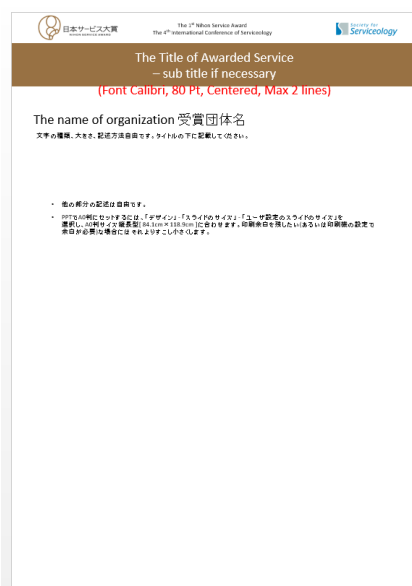 日本サービス大賞
NIHON SERVICE AWARD
The 1st Nihon Service Award
The 4th International Conference of Serviceology
Society for
Serviceology
The Title of Awarded Service
– sub title if necessary
(Font Calibri, 80 Pt, Centered, Max 2 lines)
The name of organization 受賞団体名
文字の種類、大きさ、記述方法自由です。タイトルの下に記載してください。
• 他の部分の記述は自由です。
• PPTでA0判にセットするには、「デザイン」-「スライドのサイズ」-「ユーザ設定のスライドのサイズ」を
選択し、A0判サイズ縦長型[ 84.1cm×118.9cm ]に合わせます。印刷余白を残したい(あるいは印刷機の設定で
余白が必要)な場合にはそれよりすこし小さくします。